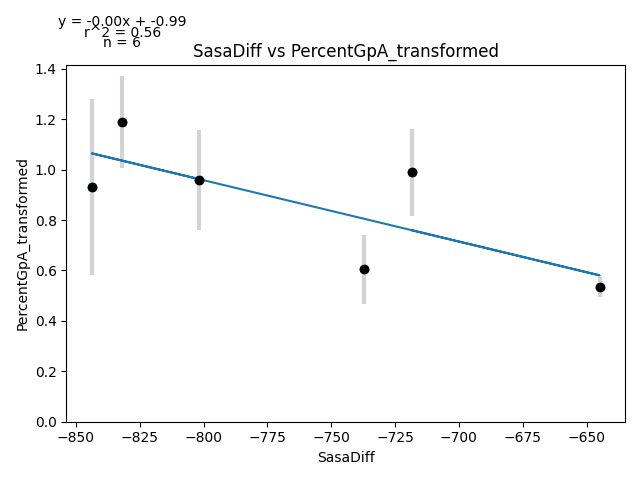 y = -0.00x + -0.99
r^2 = 0.56
n = 6
SasaDiff vs PercentGpA_transformed
PercentGpA_transformed
1.4
1.2
1.0
0.8
0.6
0.4
0.2
0.0
−850 −825 −800 −775 −750 −725 −700 −675 −650
SasaDiff